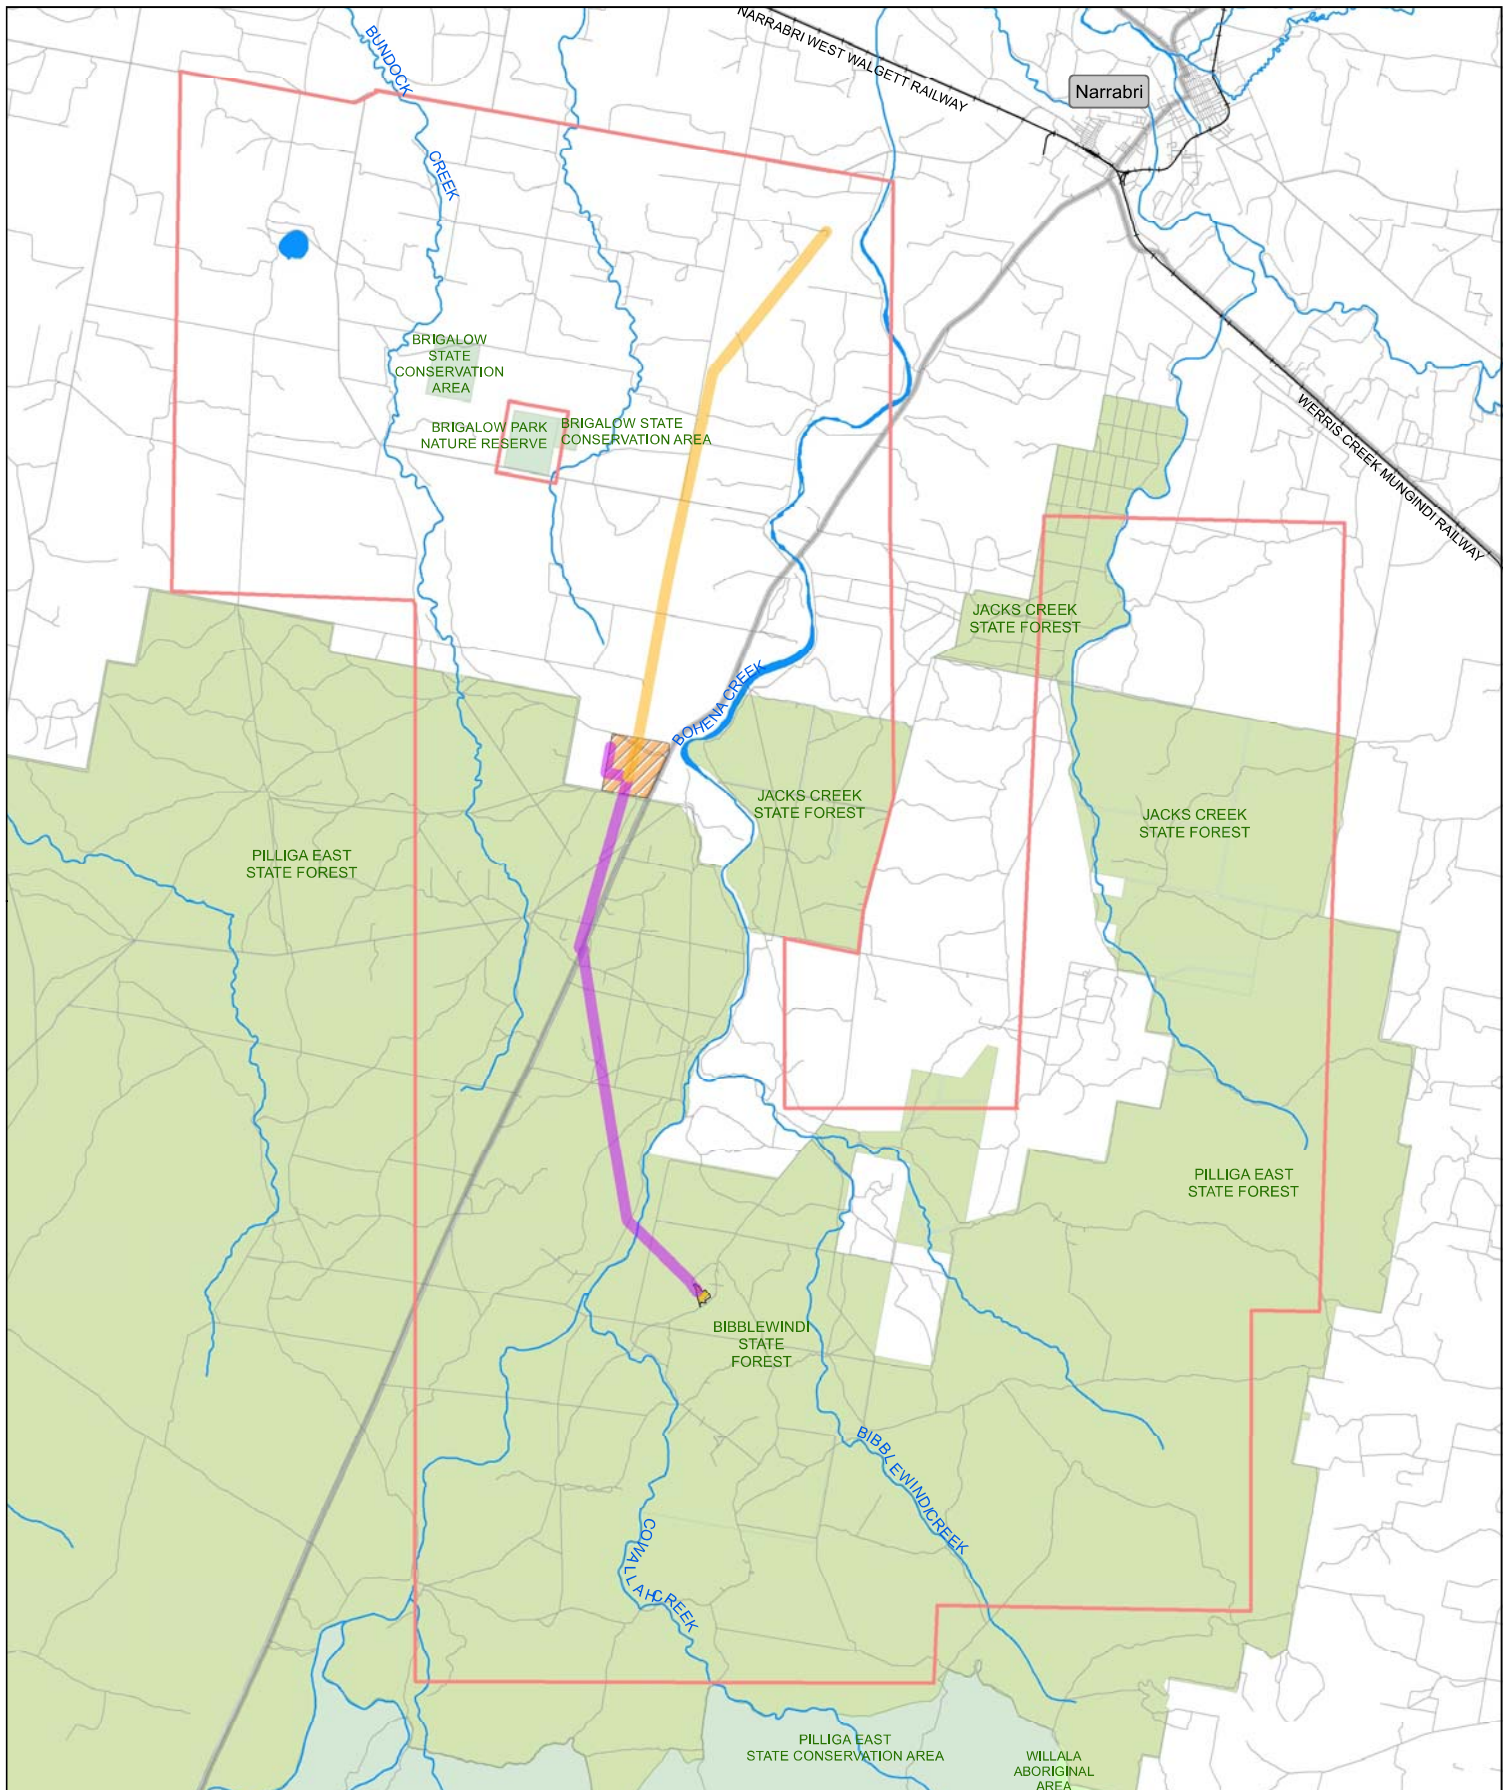 NARRABRI WEST WALGETT RAILWAY
BUNDOCK
CREEK
Narrabri
BRIGALOW
STATE
CONSERVATION
AREA
BRIGALOW PARK
NATURE RESERVE
BRIGALOW STATE
CONSERVATION AREA
WERRIS CREEK MUNGINDI RAILWAY
JACKS CREEK
STATE FOREST
BOHENA CREEK
JACKS CREEK
STATE FOREST
JACKS CREEK
STATE FOREST
PILLIGA EAST
STATE FOREST
PILLIGA EAST
STATE FOREST
BIBBLEWINDI
STATE
FOREST
BIBBLEWINDI CREEK
COWALLAH
CREEK
PILLIGA EAST
STATE CONSERVATION AREA
WILLALA
ABORIGINAL
AREA